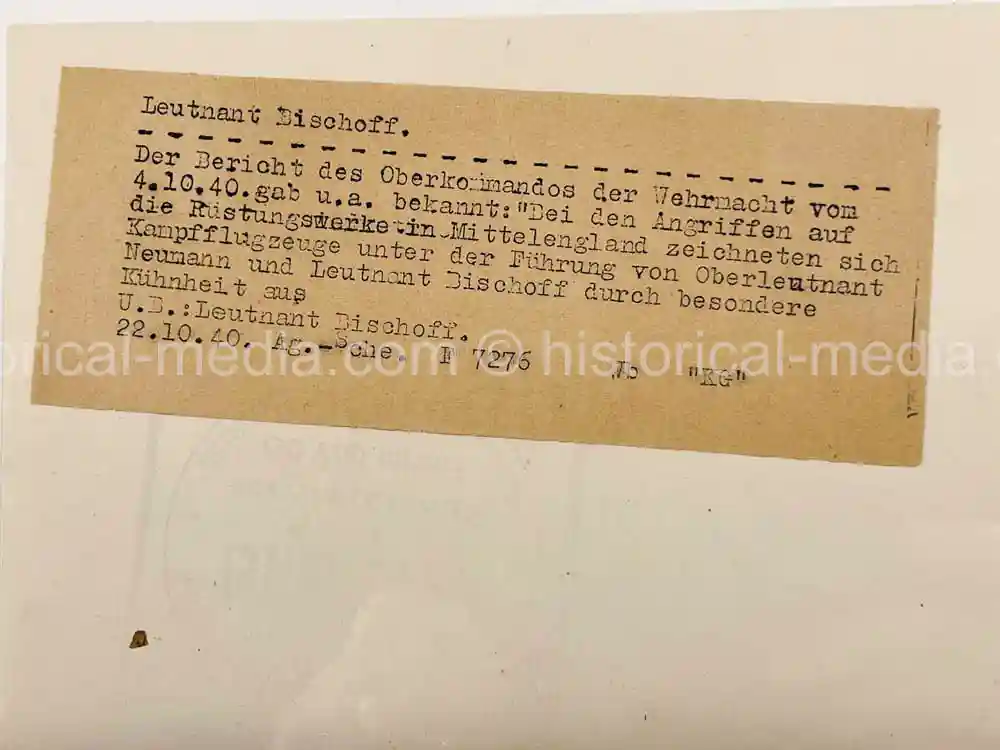 Leutnant Bischoff.
Der Bericht des Oberkommandos der Wehrmacht vom
4.10.40.gab u.a. bekannt:"Bei den Angriffen auf
die Rüstungswerke in Mittelengland zeichneten sich
Kampfflugzeuge unter der Führung von Oberleutnant
Neumann und Leutnant Bischoff durch besondere
Kühnheit aus
U.B.:Leutnant Bischoff.
22.10.40. Ag.-Sche. F 7276 "KG"
orical-media.com © historical-media.